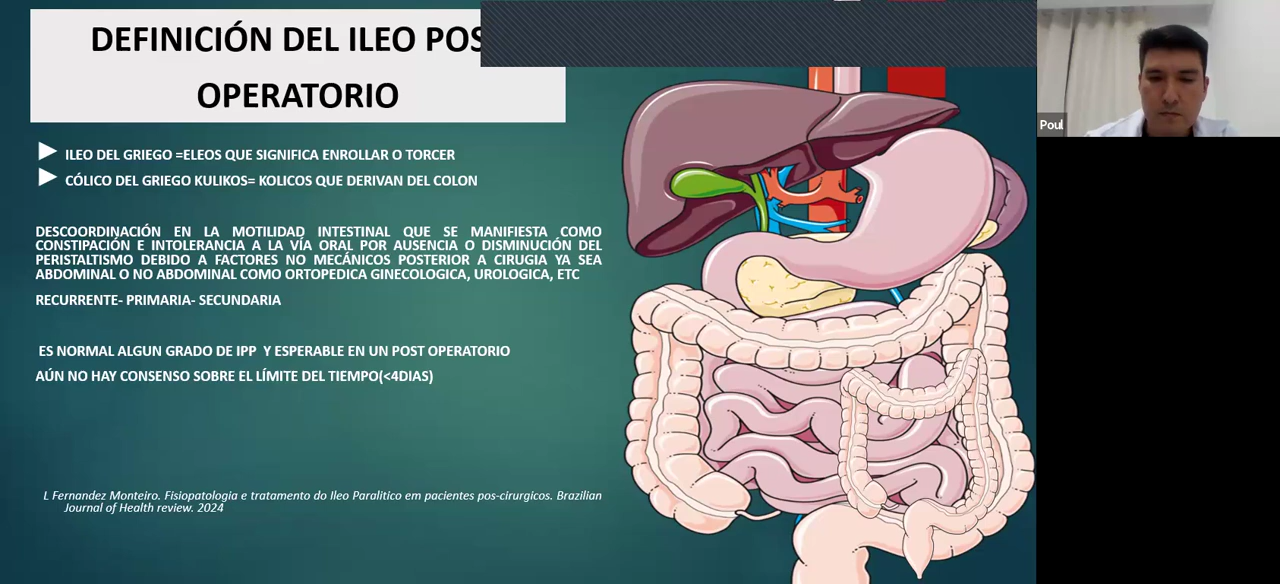 DEFINICIÓN DEL ILEO POS
OPERATORIO
ILEO DEL GRIEGO =ELEOS QUE SIGNIFICA ENROLLAR O TORCER
CÓLICO DEL GRIEGO KULIKOS= KOLICOS QUE DERIVAN DEL COLON
DESCOORDINACIÓN EN LA MOTILIDAD INTESTINAL QUE SE MANIFIESTA COMO
CONSTIPACIÓN E INTOLERANCIA A LA VÍA ORAL POR AUSENCIA O DISMINUCIÓN DEL
PERISTALTISMO DEBIDO A FACTORES NO MECÁNICOS POSTERIOR A CIRUGIA YA SEA
ABDOMINAL O NO ABDOMINAL COMO ORTOPEDICA GINECOLOGICA, UROLOGICA, ETC
RECURRENTE- PRIMARIA- SECUNDARIA
ES NORMAL ALGUN GRADO DE IPP Y ESPERABLE EN UN POST OPERATORIO
AÚN NO HAY CONSENSO SOBRE EL LÍMITE DEL TIEMPO(<4DIAS)
L Fernandez Monteiro. Fisiopatologia e tratamento do Ileo Paralitico em pacientes pos-cirurgicos. Brazilian
Journal of Health review. 2024
Poul